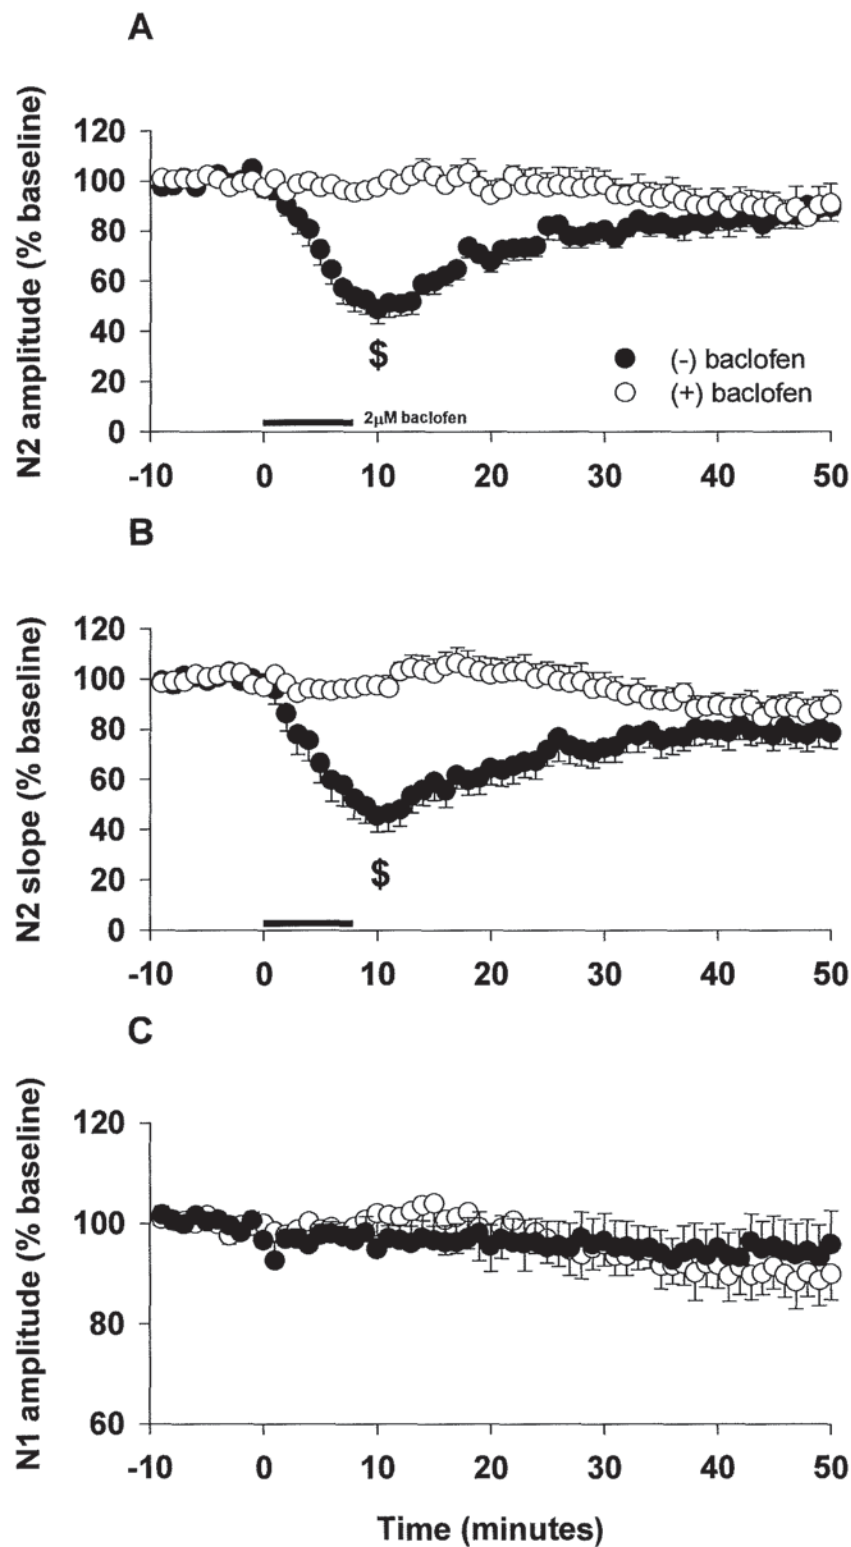 A
N2 amplitude (% baseline)
120
100
80
60
40
20
0
$
(-) baclofen
(+) baclofen
2μM baclofen
-10 0 10 20 30 40 50
B
N2 slope (% baseline)
120
100
80
60
40
20
0
$
-10 0 10 20 30 40 50
C
N1 amplitude (% baseline)
120
100
80
60
-10 0 10 20 30 40 50
Time (minutes)